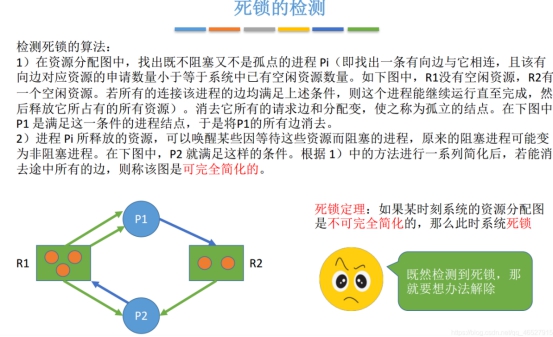 死锁的检测
检测死锁的算法：
1）在资源分配图中，找出既不阻塞又不是孤点的进程 Pi（即找出一条有向边与它相连，且该有
向边对应资源的申请数量小于等于系统中已有空闲资源数量。如下图中，R1没有空闲资源，R2有
一个空闲资源。若所有的连接该进程的边均满足上述条件，则这个进程能继续运行直至完成，然
后释放它所占有的所有资源）。消去它所有的请求边和分配变，使之称为孤立的结点。在下图中
P1 是满足这一条件的进程结点，于是将P1的所有边消去。
2）进程 Pi 所释放的资源，可以唤醒某些因等待这些资源而阻塞的进程，原来的阻塞进程可能变
为非阻塞进程。在下图中，P2 就满足这样的条件。根据 1）中的方法进行一系列简化后，若能消
去途中所有的边，则称该图是可完全简化的。
P1
R1
R2
P2
死锁定理：如果某时刻系统的资源分配图
是不可完全简化的，那么此时系统死锁
既然检测到死锁，那
就要想办法解除